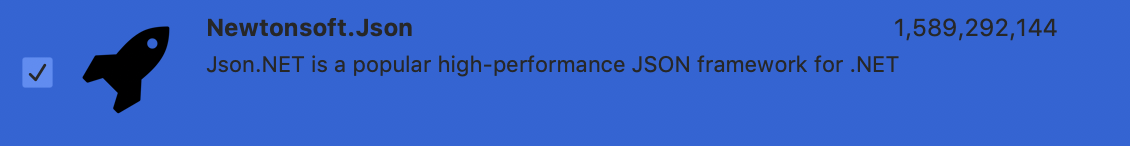 Newtonsoft.Json 1,589,292,144
Json.NET is a popular high-performance JSON framework for .NET